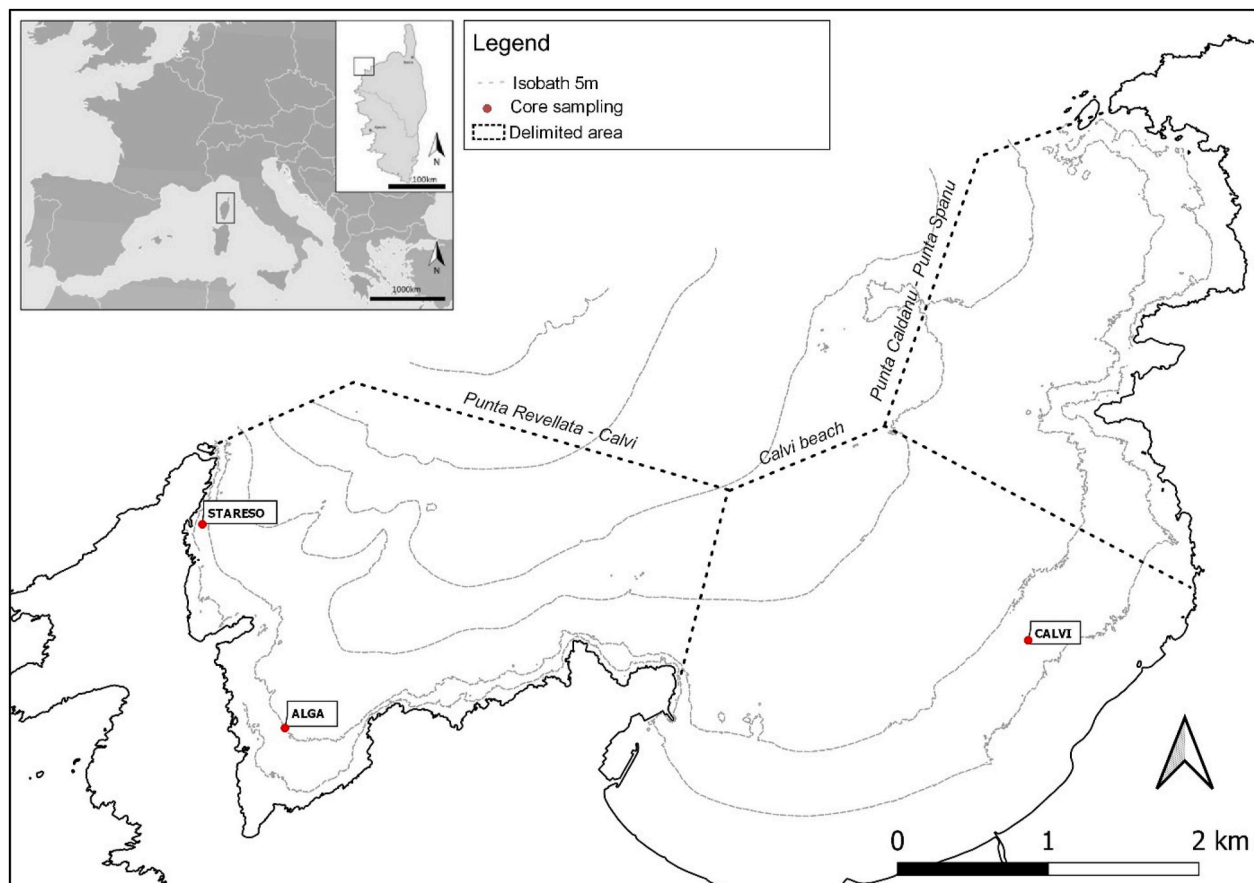 Legend
Isobath 5m
Core sampling
Delimited area
N
100km
N
1000km
Punta Caldanu - Punta Spanu
Punta Revellata - Calvi
Calvi beach
STARESO
CALVI
ALGA
0 1 2 km